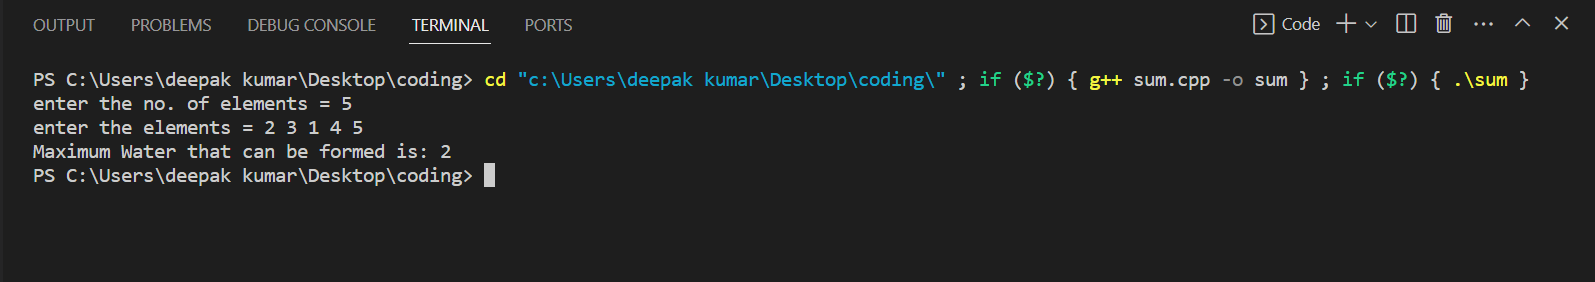 OUTPUT PROBLEMS DEBUG CONSOLE TERMINAL PORTS Code
PS C:\Users\deepak kumar\Desktop\coding> cd "c:\Users\deepak kumar\Desktop\coding\" ; if ($?) { g++ sum.cpp -o sum } ; if ($?) { .\sum }
enter the no. of elements = 5
enter the elements = 2 3 1 4 5
Maximum Water that can be formed is: 2
PS C:\Users\deepak kumar\Desktop\coding>